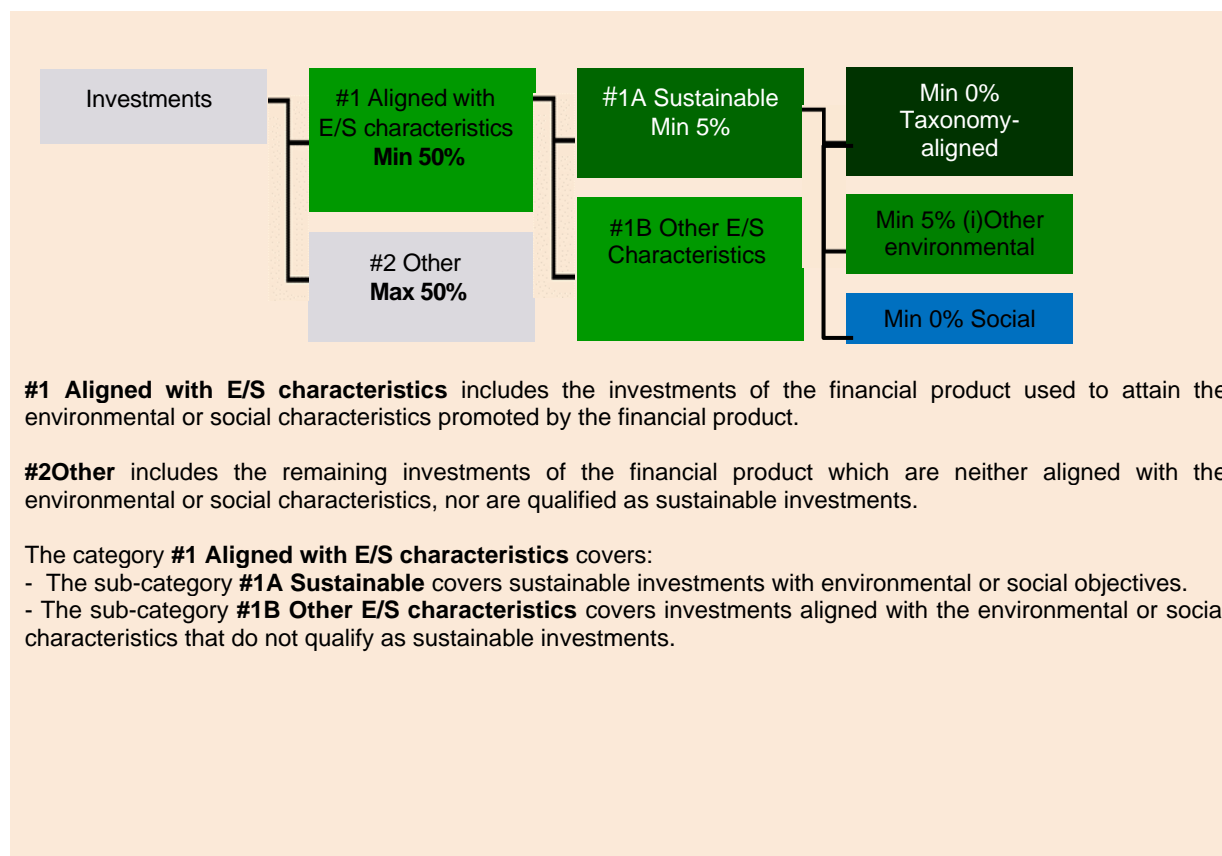 Investments
#1 Aligned with
E/S characteristics
Min 50%
#2 Other
Max 50%
#1A Sustainable
Min 5%
#1B Other E/S
Characteristics
Min 0%
Taxonomy-
aligned
Min 5% (i)Other
environmental
Min 0% Social
#1 Aligned with E/S characteristics includes the investments of the financial product used to attain the
environmental or social characteristics promoted by the financial product.
#2Other includes the remaining investments of the financial product which are neither aligned with the
environmental or social characteristics, nor are qualified as sustainable investments.
The category #1 Aligned with E/S characteristics covers:
- The sub-category #1A Sustainable covers sustainable investments with environmental or social objectives.
- The sub-category #1B Other E/S characteristics covers investments aligned with the environmental or social
characteristics that do not qualify as sustainable investments.